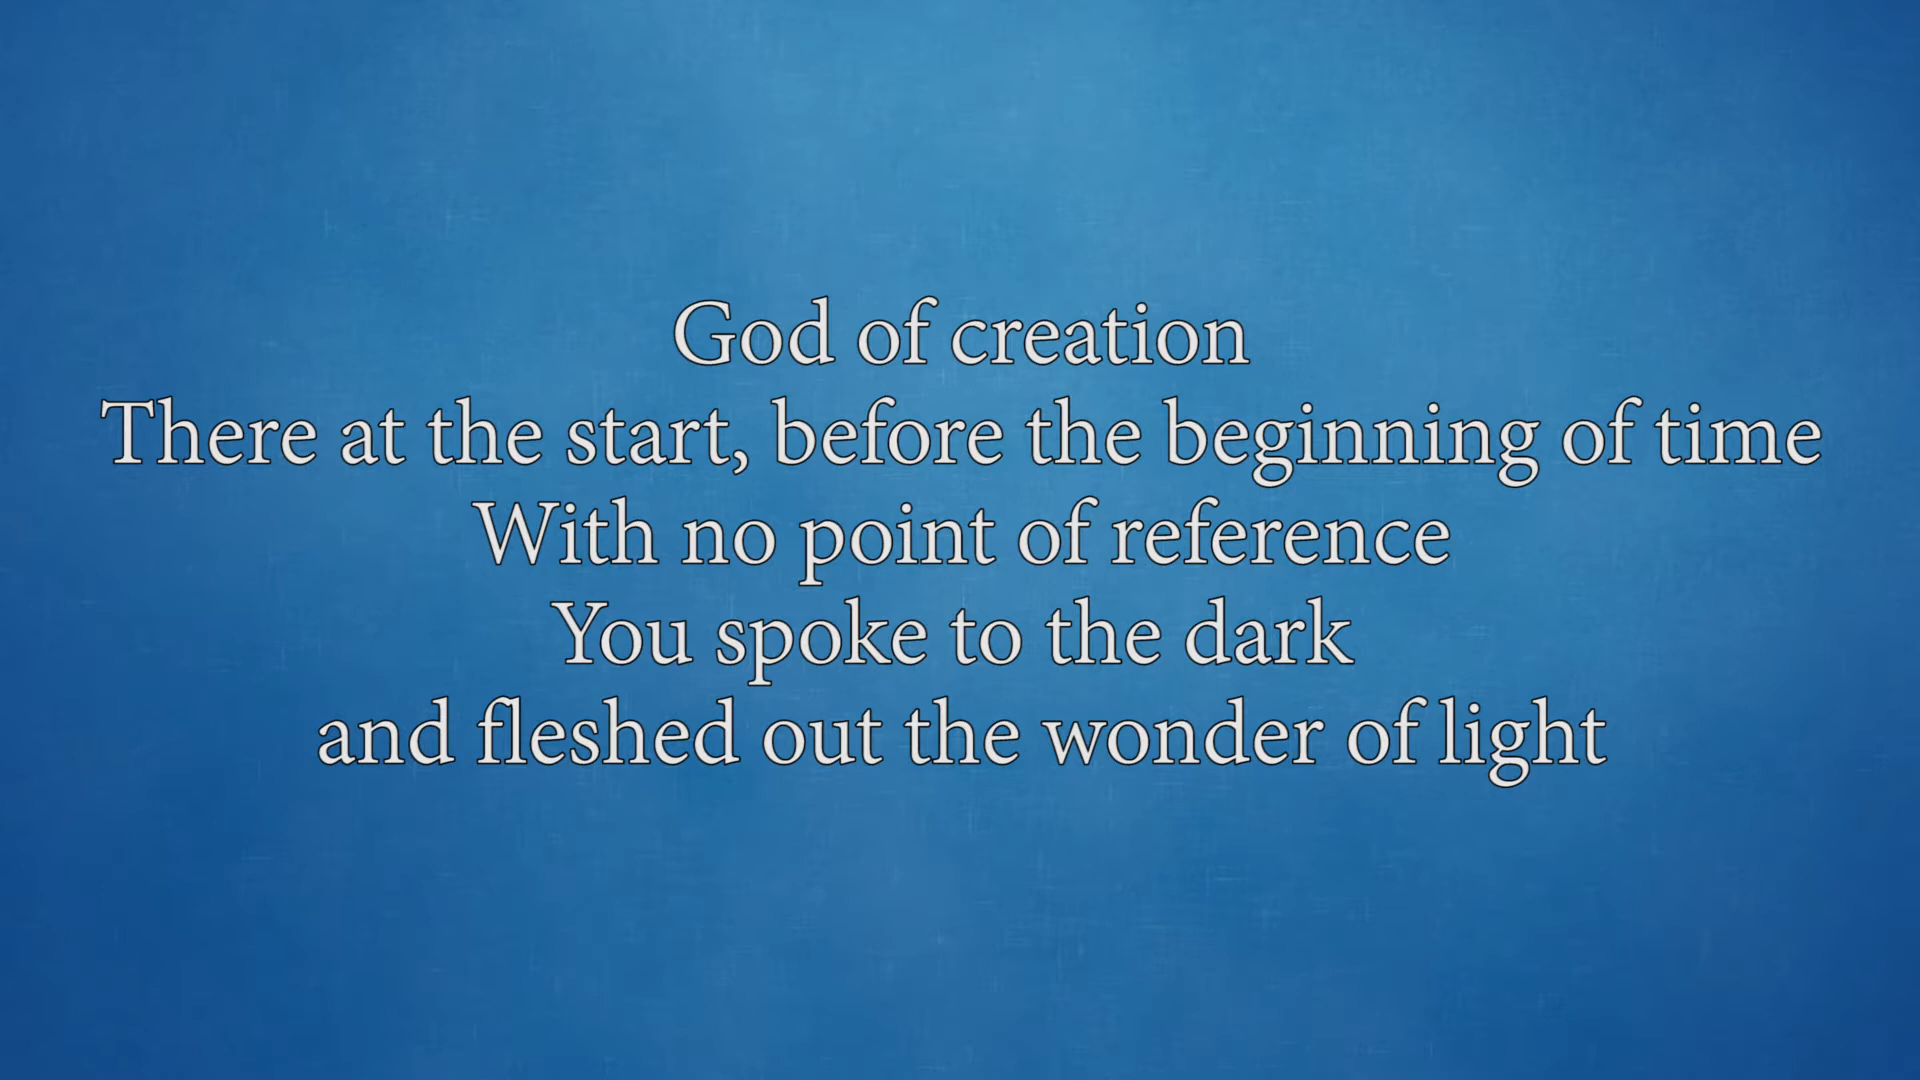 God of creation
There at the start, before the beginning of time
With no point of reference
You spoke to the dark
and fleshed out the wonder of light